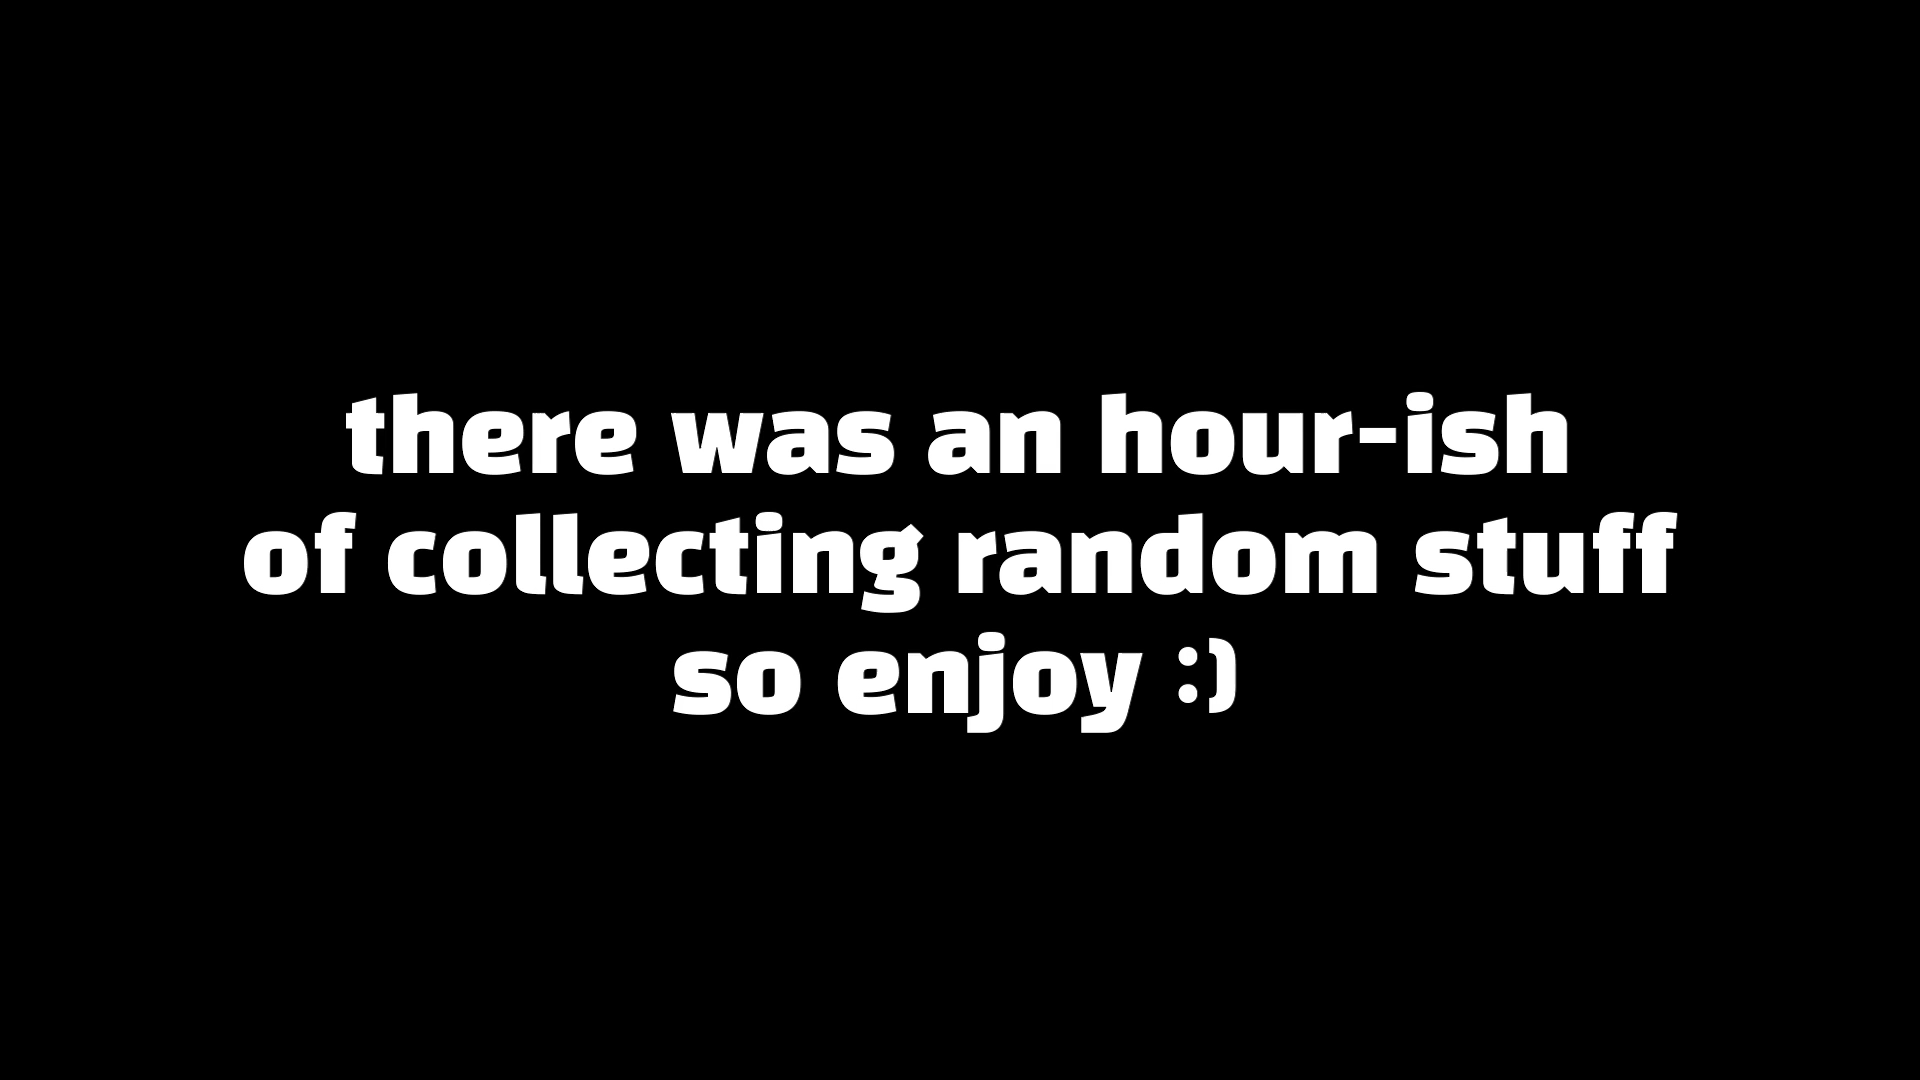 there was an hour-ish
of collecting random stuff
so enjoy :)